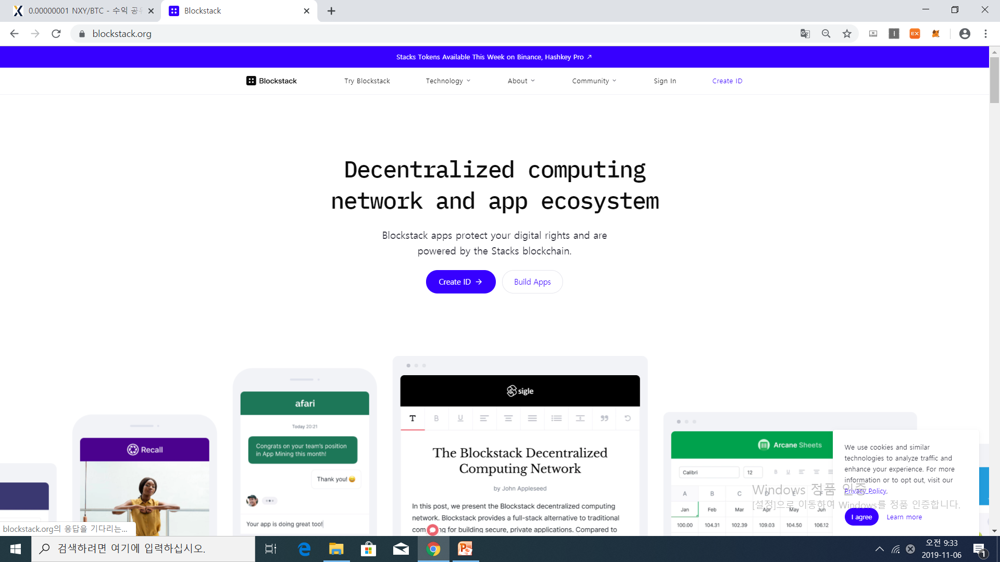 0.00000001 NXY/BTC - 수익 공유
Blockstack
blockstack.org
Stacks Tokens Available This Week on Binance, Hashkey Pro ↗
Blockstack
Try Blockstack
Technology
About
Community
Sign In
Create ID
Decentralized computing
network and app ecosystem
Blockstack apps protect your digital rights and are
powered by the Stacks blockchain.
Create ID →
Build Apps
Recall
afari
Today 20:21
Congrats on your team's position
in App Mining this month!
Thank you! 😀
Your app is doing great too!
sigle
T B U
The Blockstack Decentralized
Computing Network
by John Appleseed
In this post, we present the Blockstack decentralized computing
network. Blockstack provides a full-stack alternative to traditional
for building secure, private applications. Compared to
Arcane Sheets
Calibri 12 B U
A B C D E F
Jan Feb Mar Apr May Jun
100.00 104.31 102.39 109.03 104.50 106.12
We use cookies and similar
technologies to analyze traffic and
enhance your experience. For more
information or to opt out, visit our
Privacy Policy.
I agree
Learn more
Windows 정품 인증
[설정]으로 이동하여 Windows를 정품 인증합니다.
blockstack.org의 응답을 기다리는...
검색하려면 여기에 입력하십시오.
오전 9:33
2019-11-06
1